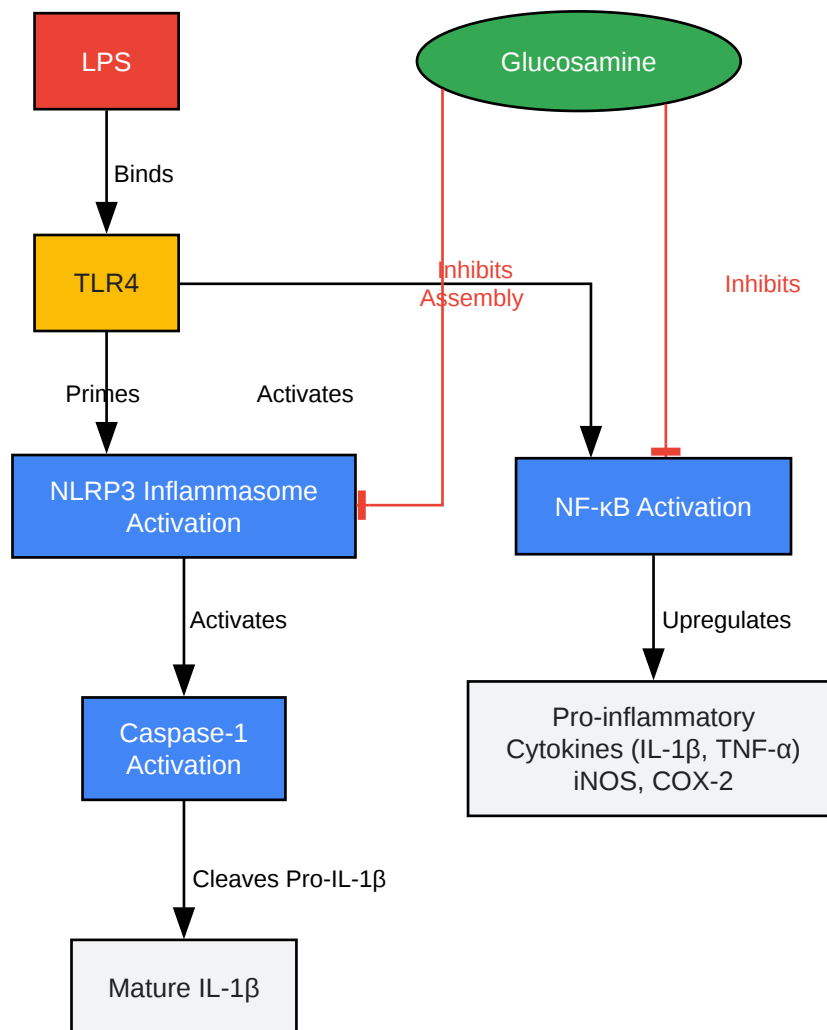 LPS
Glucosamine
Binds
TLR4
Inhibits
Assembly
Inhibits
Primes
Activates
NLRP3 Inflammasome
Activation
NF-κB Activation
Activates
Upregulates
Caspase-1
Activation
Pro-inflammatory
Cytokines (IL-1β, TNF-α)
iNOS, COX-2
Cleaves Pro-IL-1β
Mature IL-1β